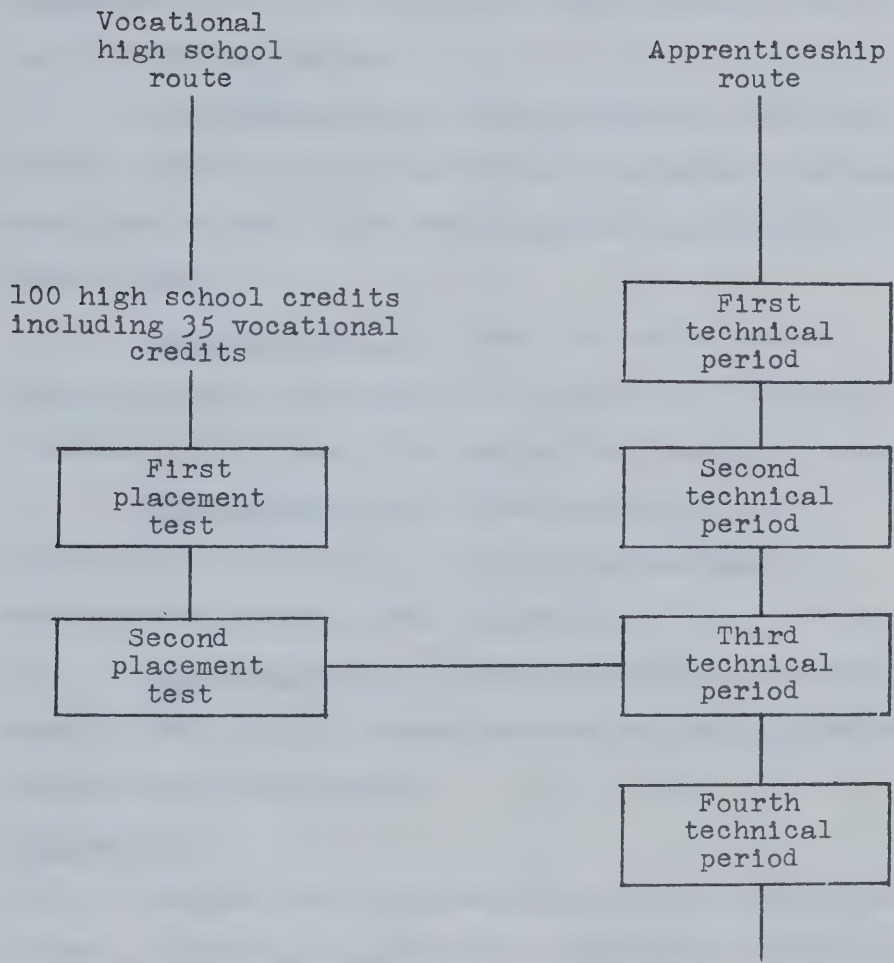 Vocational
high school
route
100 high school credits
including 35 vocational
credits
First
placement
test
Second
placement
test
Apprenticeship
route
First
technical
period
Second
technical
period
Third
technical
period
Fourth
technical
period